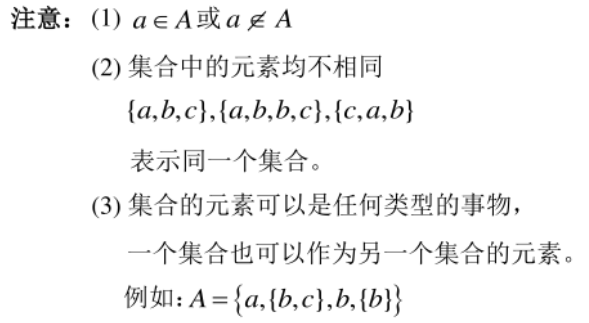 注意：(1) a∈A或a∉A
(2) 集合中的元素均不相同
{a,b,c},{a,b,b,c},{c,a,b}
表示同一个集合。
(3) 集合的元素可以是任何类型的事物，
一个集合也可以作为另一个集合的元素。
例如：A={a,{b,c},b,{b}}